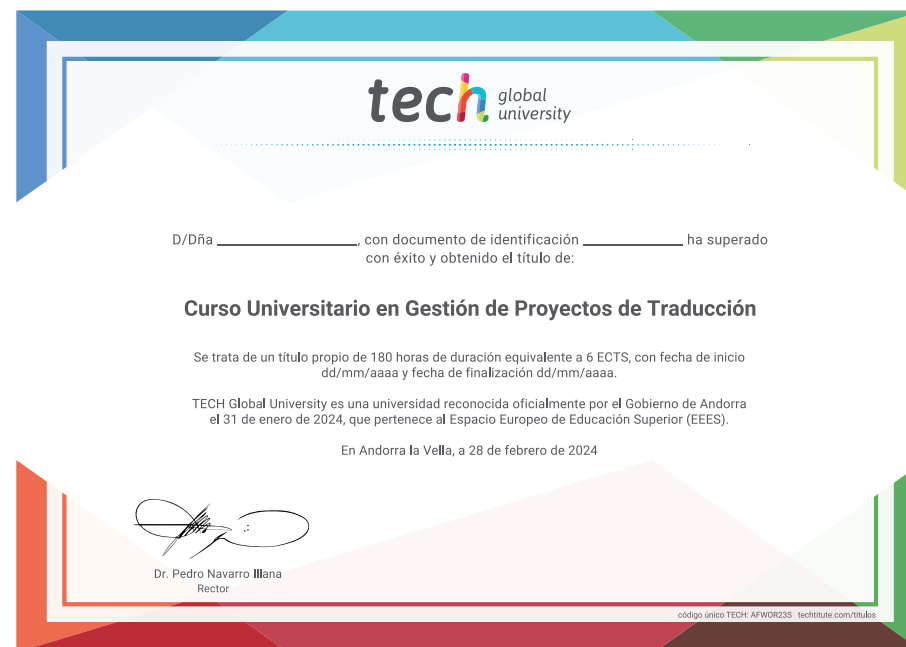 tech global university
D/Dña ____________________, con documento de identificación ______________ ha superado
con éxito y obtenido el título de:
Curso Universitario en Gestión de Proyectos de Traducción
Se trata de un título propio de 180 horas de duración equivalente a 6 ECTS, con fecha de inicio
dd/mm/aaaa y fecha de finalización dd/mm/aaaa.
TECH Global University es una universidad reconocida oficialmente por el Gobierno de Andorra
el 31 de enero de 2024, que pertenece al Espacio Europeo de Educación Superior (EEES).
En Andorra la Vella, a 28 de febrero de 2024
Dr. Pedro Navarro Illana
Rector
código único TECH: AFWOR23S techtitute.com/titulos